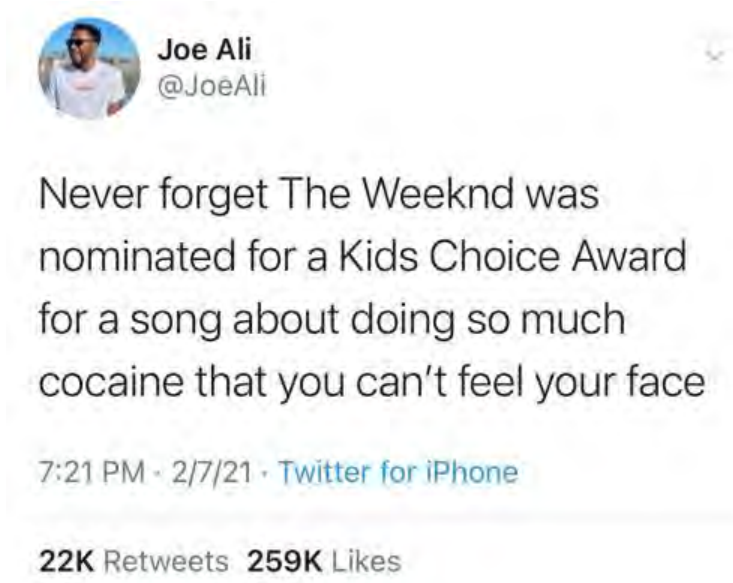 Joe Ali
@JoeAli
Never forget The Weeknd was
nominated for a Kids Choice Award
for a song about doing so much
cocaine that you can't feel your face
7:21 PM · 2/7/21 · Twitter for iPhone
22K Retweets 259K Likes